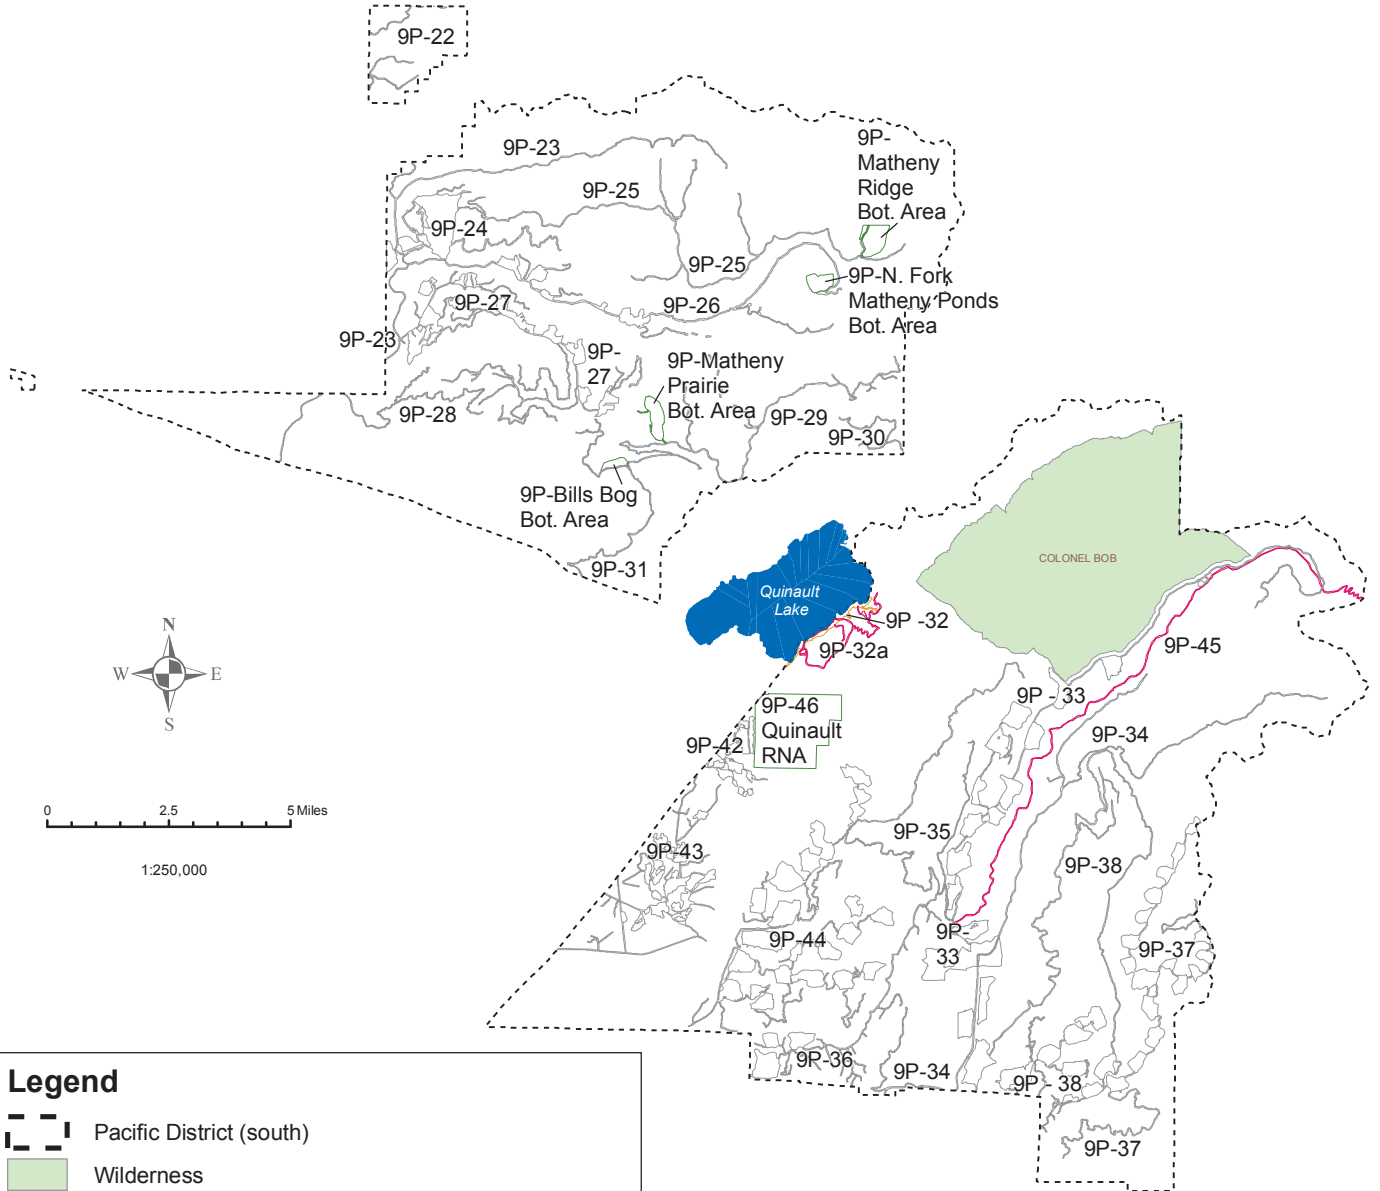 9P-22
9P-23
9P-
Matheny
Ridge
Bot. Area
9P-25
9P-24
9P-25
9P-N. Fork
Matheny Ponds
Bot. Area
9P-27
9P-26
9P-23
9P-
27
9P-Matheny
Prairie
Bot. Area
9P-28
9P-29
9P-30
9P-Bills Bog
Bot. Area
9P-31
COLONEL BOB
Quinault
Lake
9P -32
9P-32a
9P-45
N
W
E
S
9P - 33
9P-46
Quinault
RNA
9P-42
9P-34
0
2.5
5 Miles
1:250,000
9P-35
9P-43
9P-38
9P-44
9P-
33
9P-37
9P-36
9P-34
9P - 38
9P-37
Legend
Pacific District (south)
Wilderness